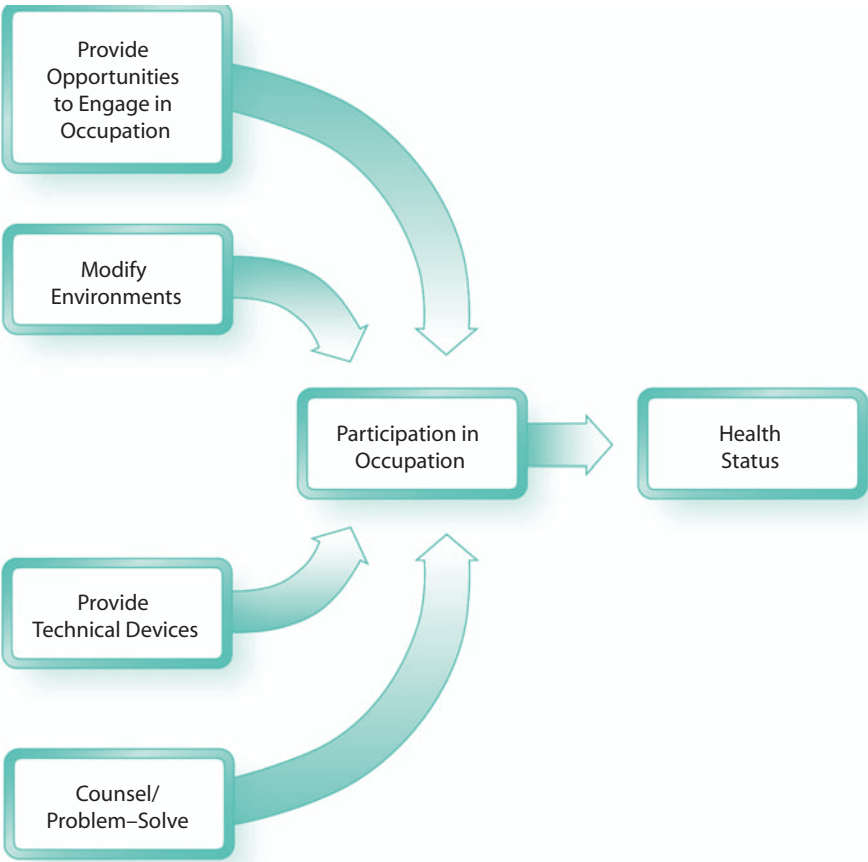 Provide
Opportunities
to Engage in
Occupation
Modify
Environments
Participation in
Occupation
Health
Status
Provide
Technical Devices
Counsel/
Problem–Solve